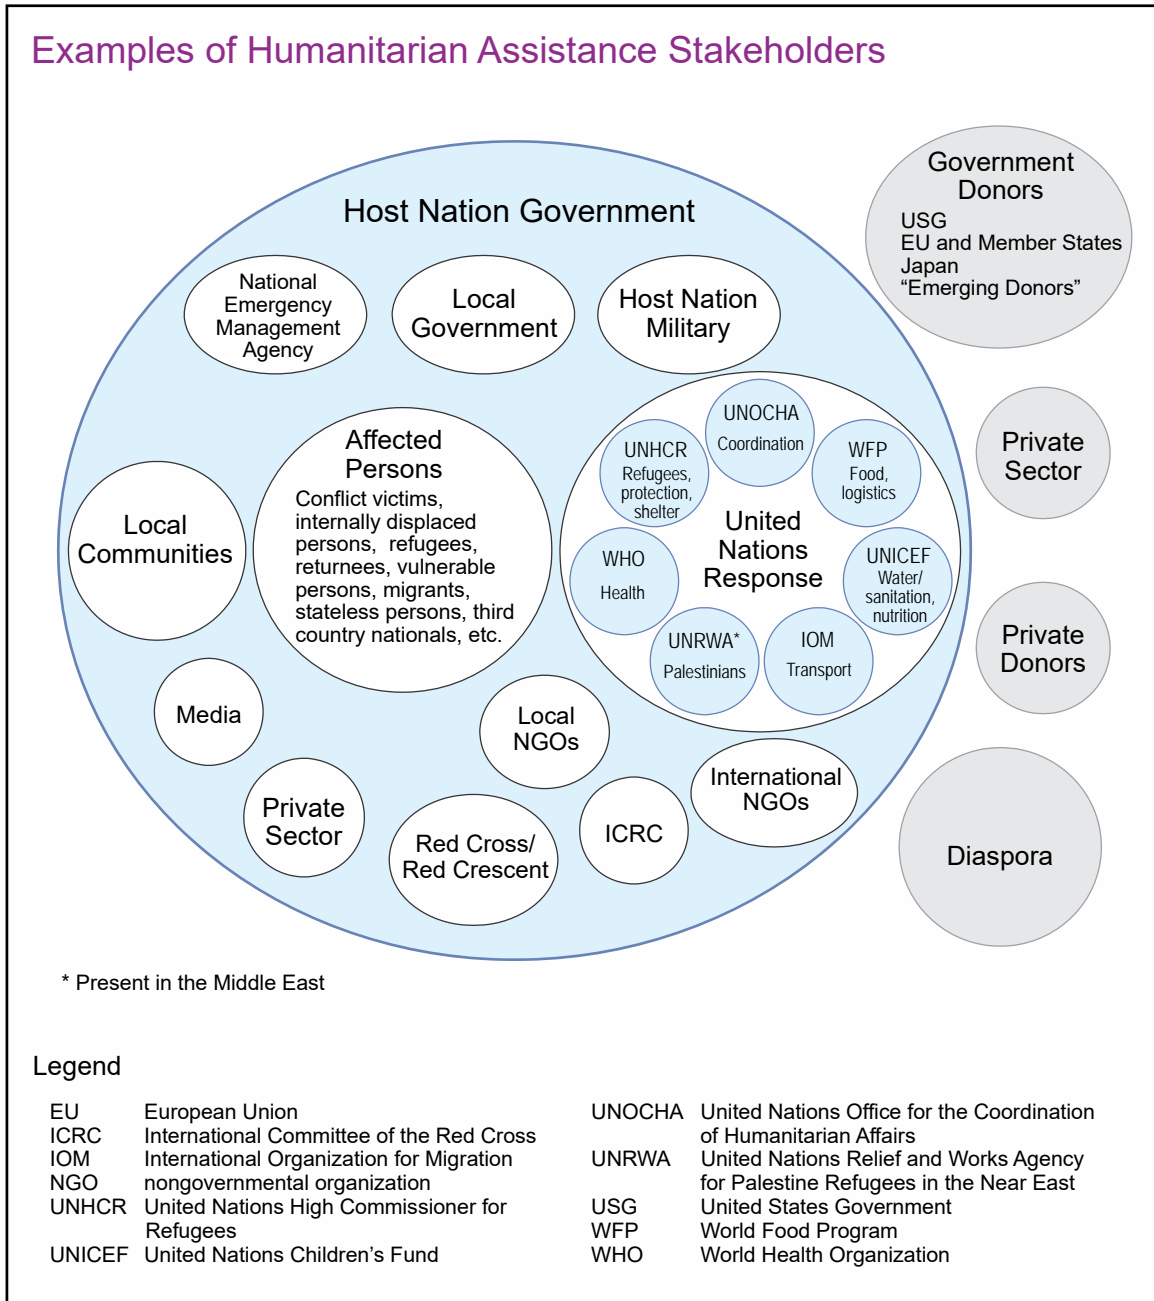 Examples of Humanitarian Assistance Stakeholders
Host Nation Government
National
Emergency
Management
Agency
Local
Government
Host Nation
Military
Government
Donors
USG
EU and Member States
Japan
“Emerging Donors”
Private
Sector
Private
Donors
Diaspora
Local
Communities
Affected
Persons
Conflict victims,
internally displaced
persons, refugees,
returnees, vulnerable
persons, migrants,
stateless persons, third
country nationals, etc.
United
Nations
Response
UNOCHA
Coordination
UNHCR
Refugees,
protection,
shelter
WFP
Food,
logistics
WHO
Health
UNICEF
Water/
sanitation,
nutrition
UNRWA*
Palestinians
IOM
Transport
Media
Private
Sector
Local
NGOs
Red Cross/
Red Crescent
ICRC
International
NGOs
* Present in the Middle East
Legend
EU European Union
ICRC International Committee of the Red Cross
IOM International Organization for Migration
NGO nongovernmental organization
UNHCR United Nations High Commissioner for
Refugees
UNICEF United Nations Children’s Fund
UNOCHA United Nations Office for the Coordination
of Humanitarian Affairs
UNRWA United Nations Relief and Works Agency
for Palestine Refugees in the Near East
USG United States Government
WFP World Food Program
WHO World Health Organization